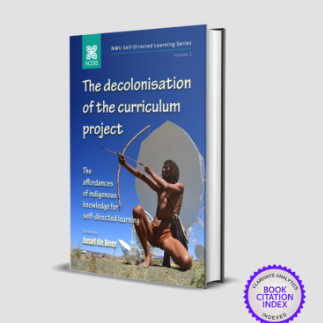 AOSIS
NWU Self-Directed Learning Series
Volume 2
The decolonisation
of the curriculum
project
The
affordances
of indigenous
knowledge for
self-directed learning
Josef de Beer
CLARIVATE ANALYTICS
BOOK
CITATION
INDEX
INDEXED